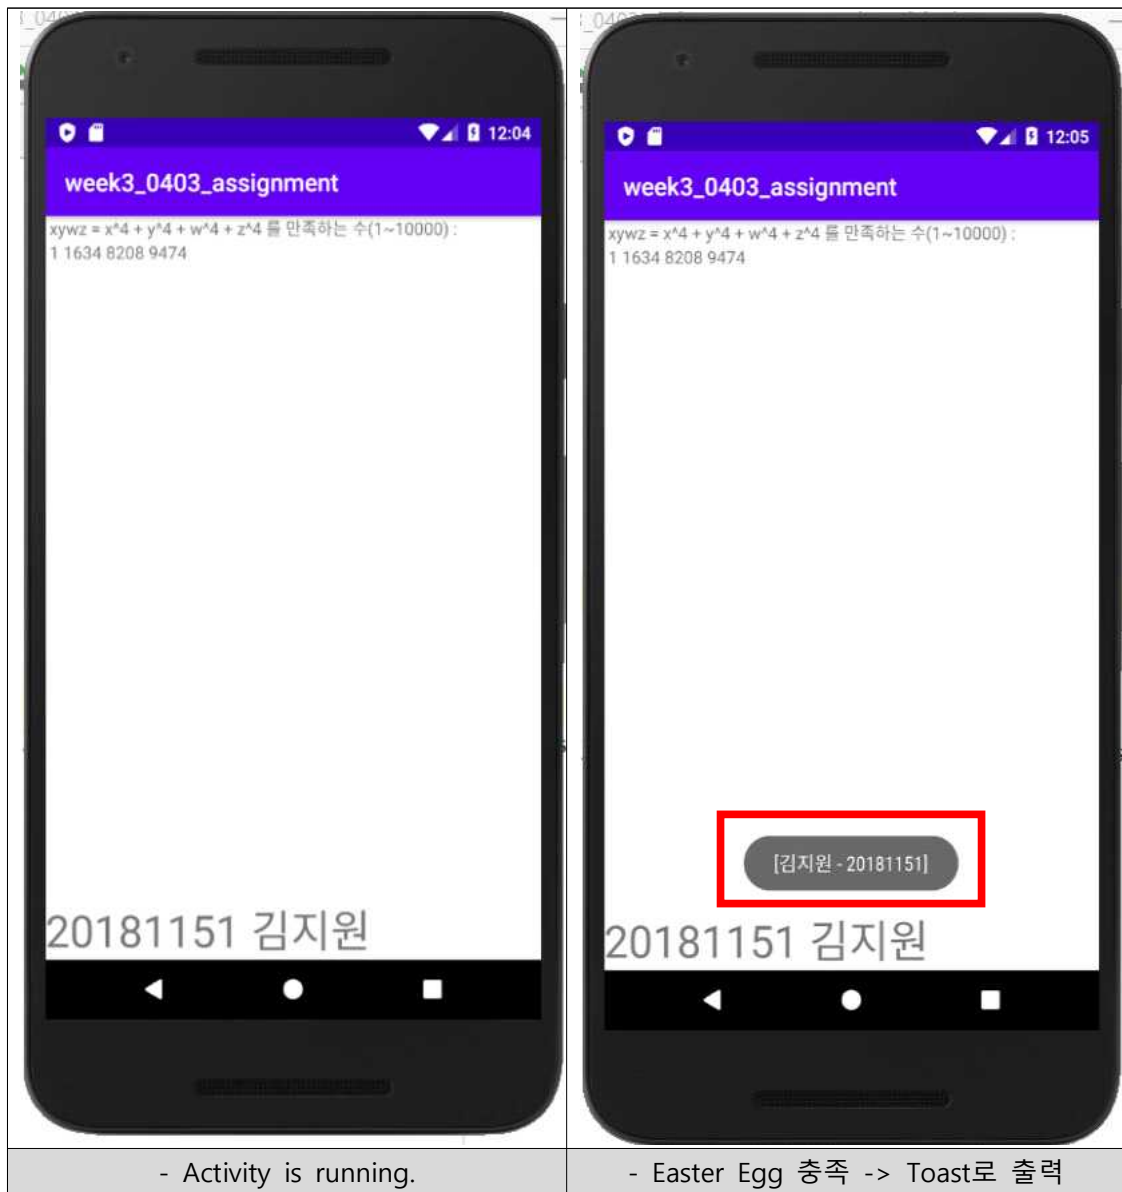 12:04
week3_0403_assignment
xywz = x^4 + y^4 + w^4 + z^4 를 만족하는 수(1~10000) :
1 1634 8208 9474
20181151 김지원
- Activity is running.
12:05
week3_0403_assignment
xywz = x^4 + y^4 + w^4 + z^4 를 만족하는 수(1~10000) :
1 1634 8208 9474
[김지원 - 20181151]
20181151 김지원
- Easter Egg 충족 -> Toast로 출력